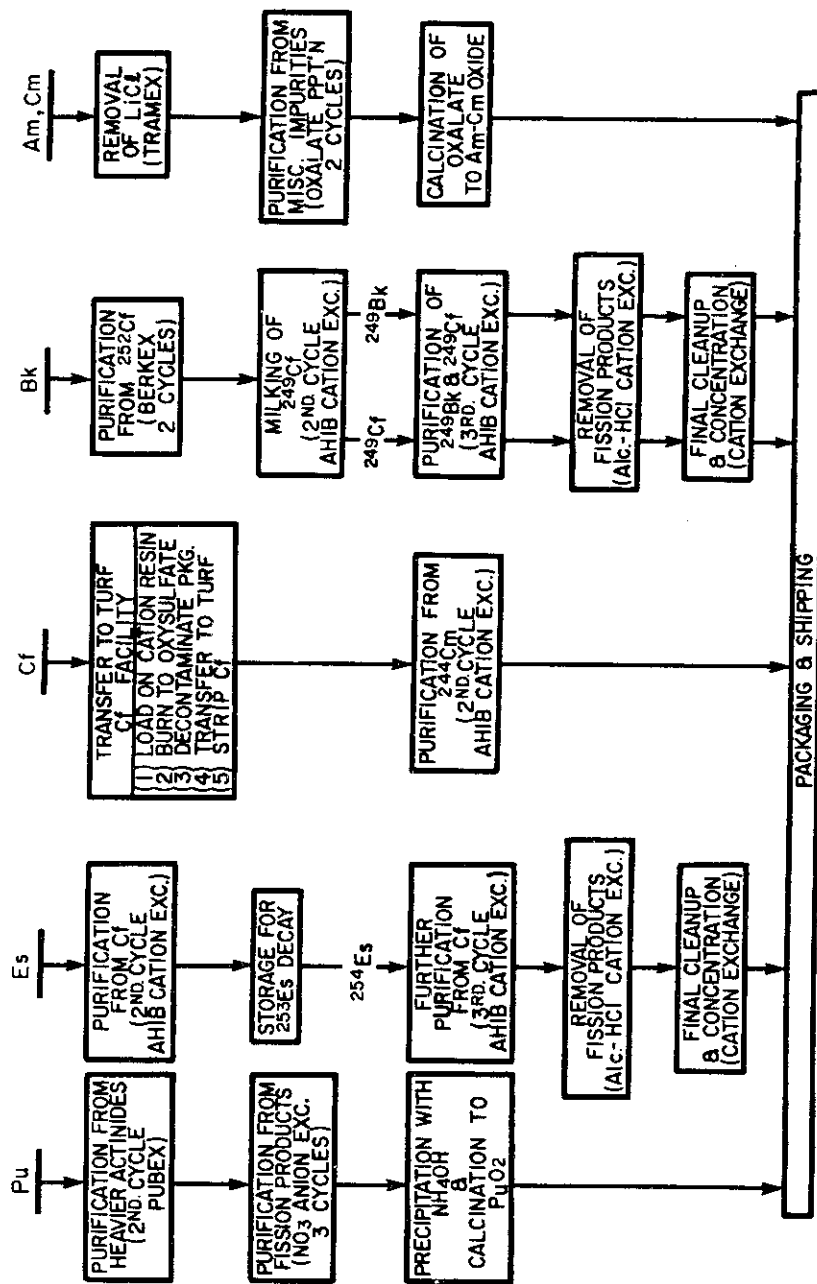 Pu
PURIFICATION FROM
HEAVIER ACTINIDES
(2ND. CYCLE
PUBEX)
PURIFICATION FROM
FISSION PRODUCTS
(NO3 ANION EXC.
3 CYCLES)
PRECIPITATION WITH
NH4OH
&
CALCINATION TO
PuO2
Es
PURIFICATION
FROM Cf
(2ND. CYCLE
AHIB CATION EXC.)
STORAGE FOR
253Es DECAY
254Es
FURTHER
PURIFICATION
FROM Cf
(3RD. CYCLE
AHIB CATION EXC.)
REMOVAL OF
FISSION PRODUCTS
(Alc.-HCl CATION EXC.)
FINAL CLEANUP
& CONCENTRATION
(CATION EXCHANGE)
Cf
TRANSFER TO TURF
Cf FACILITY
(1) LOAD ON CATION RESIN
(2) BURN TO OXYSULFATE
(3) DECONTAMINATE PKG.
(4) TRANSFER TO TURF
(5) STRIP Cf
PURIFICATION FROM
244Cm
(2ND. CYCLE
AHIB CATION EXC.)
Bk
PURIFICATION
FROM 252Cf
(BERKEX
2 CYCLES)
MILKING OF
249Cf
(2ND. CYCLE
AHIB CATION EXC.)
249Cf
249Bk
PURIFICATION OF
249Bk & 249Cf
(3RD. CYCLE
AHIB CATION EXC.)
REMOVAL OF
FISSION PRODUCTS
(Alc.-HCl CATION EXC.)
FINAL CLEANUP
& CONCENTRATION
(CATION EXCHANGE)
Am, Cm
REMOVAL
OF LiCl
(TRAMEX)
PURIFICATION FROM
MISC. IMPURITIES
(OXALATE PPT'N
2 CYCLES)
CALCINATION OF
OXALATE
TO Am-Cm OXIDE
PACKAGING & SHIPPING